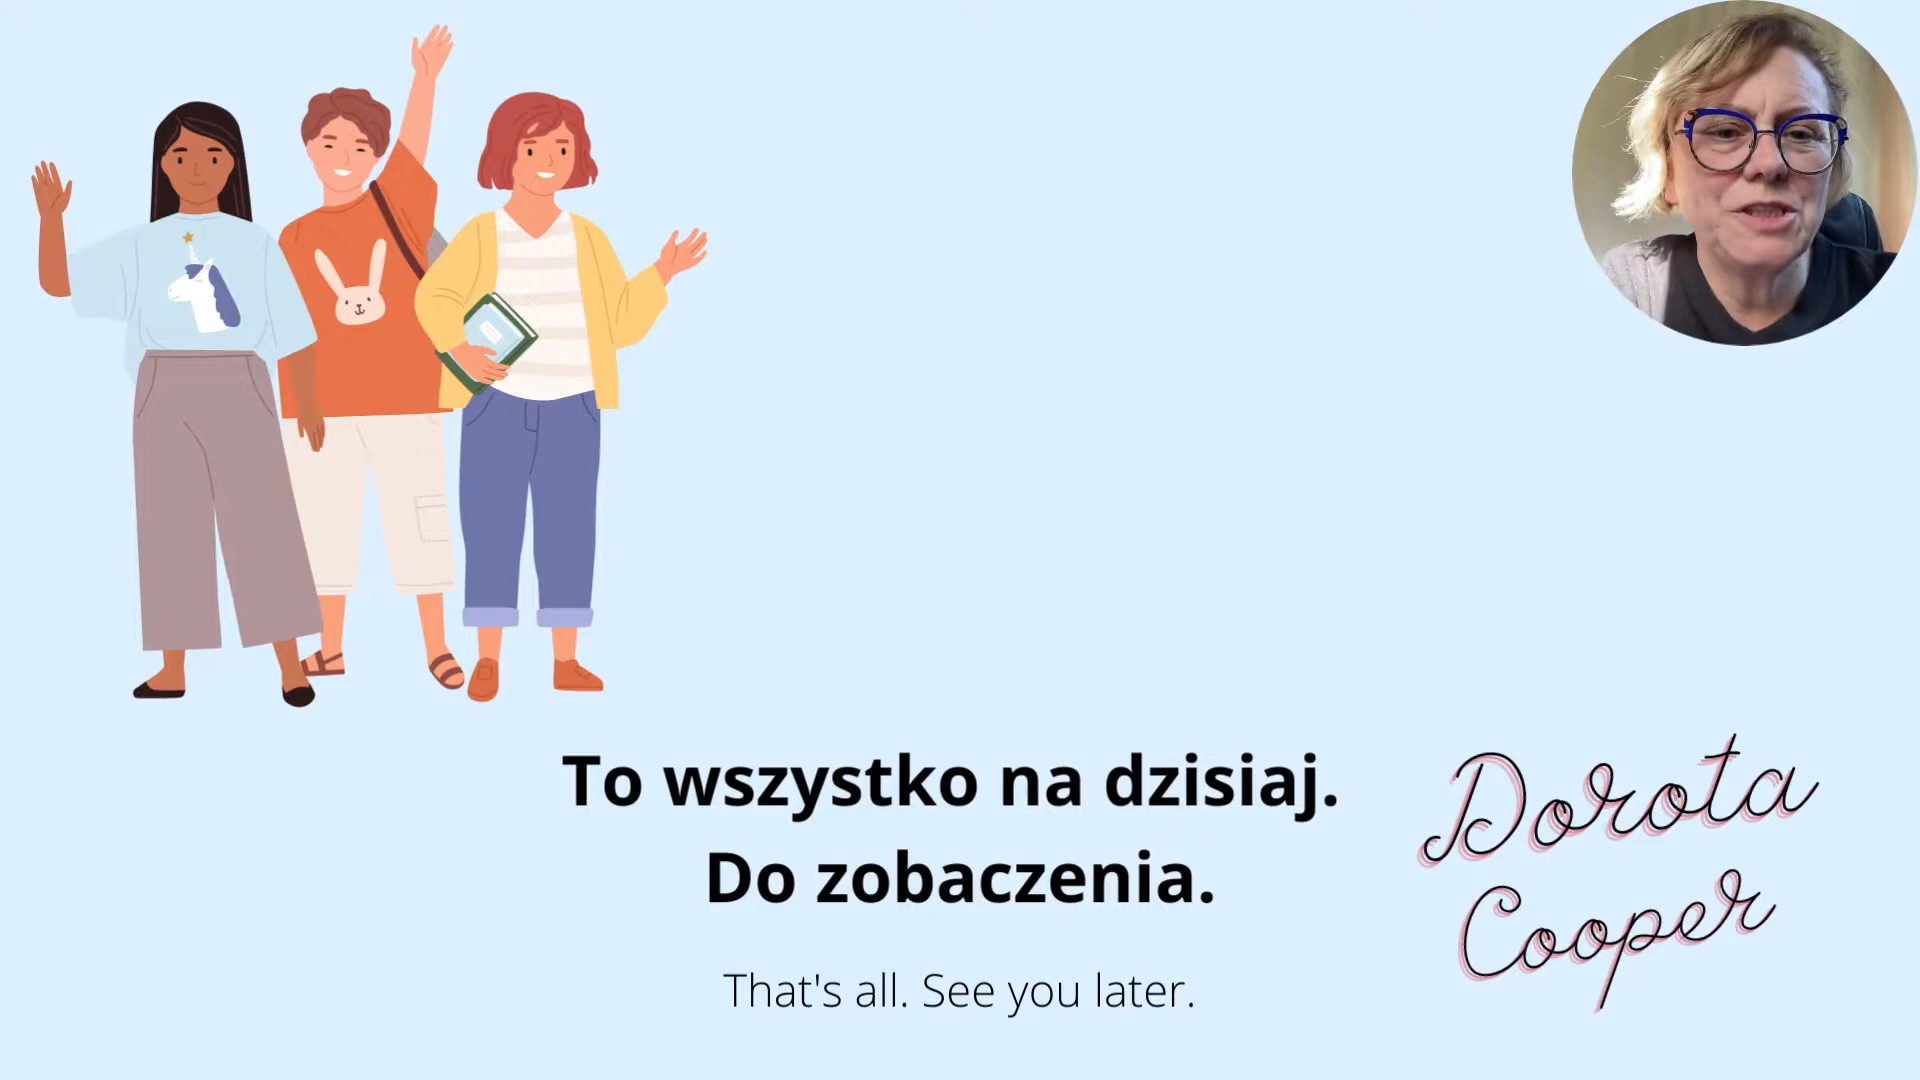 To wszystko na dzisiaj.
Do zobaczenia.
That's all. See you later.
Dorota
Cooper